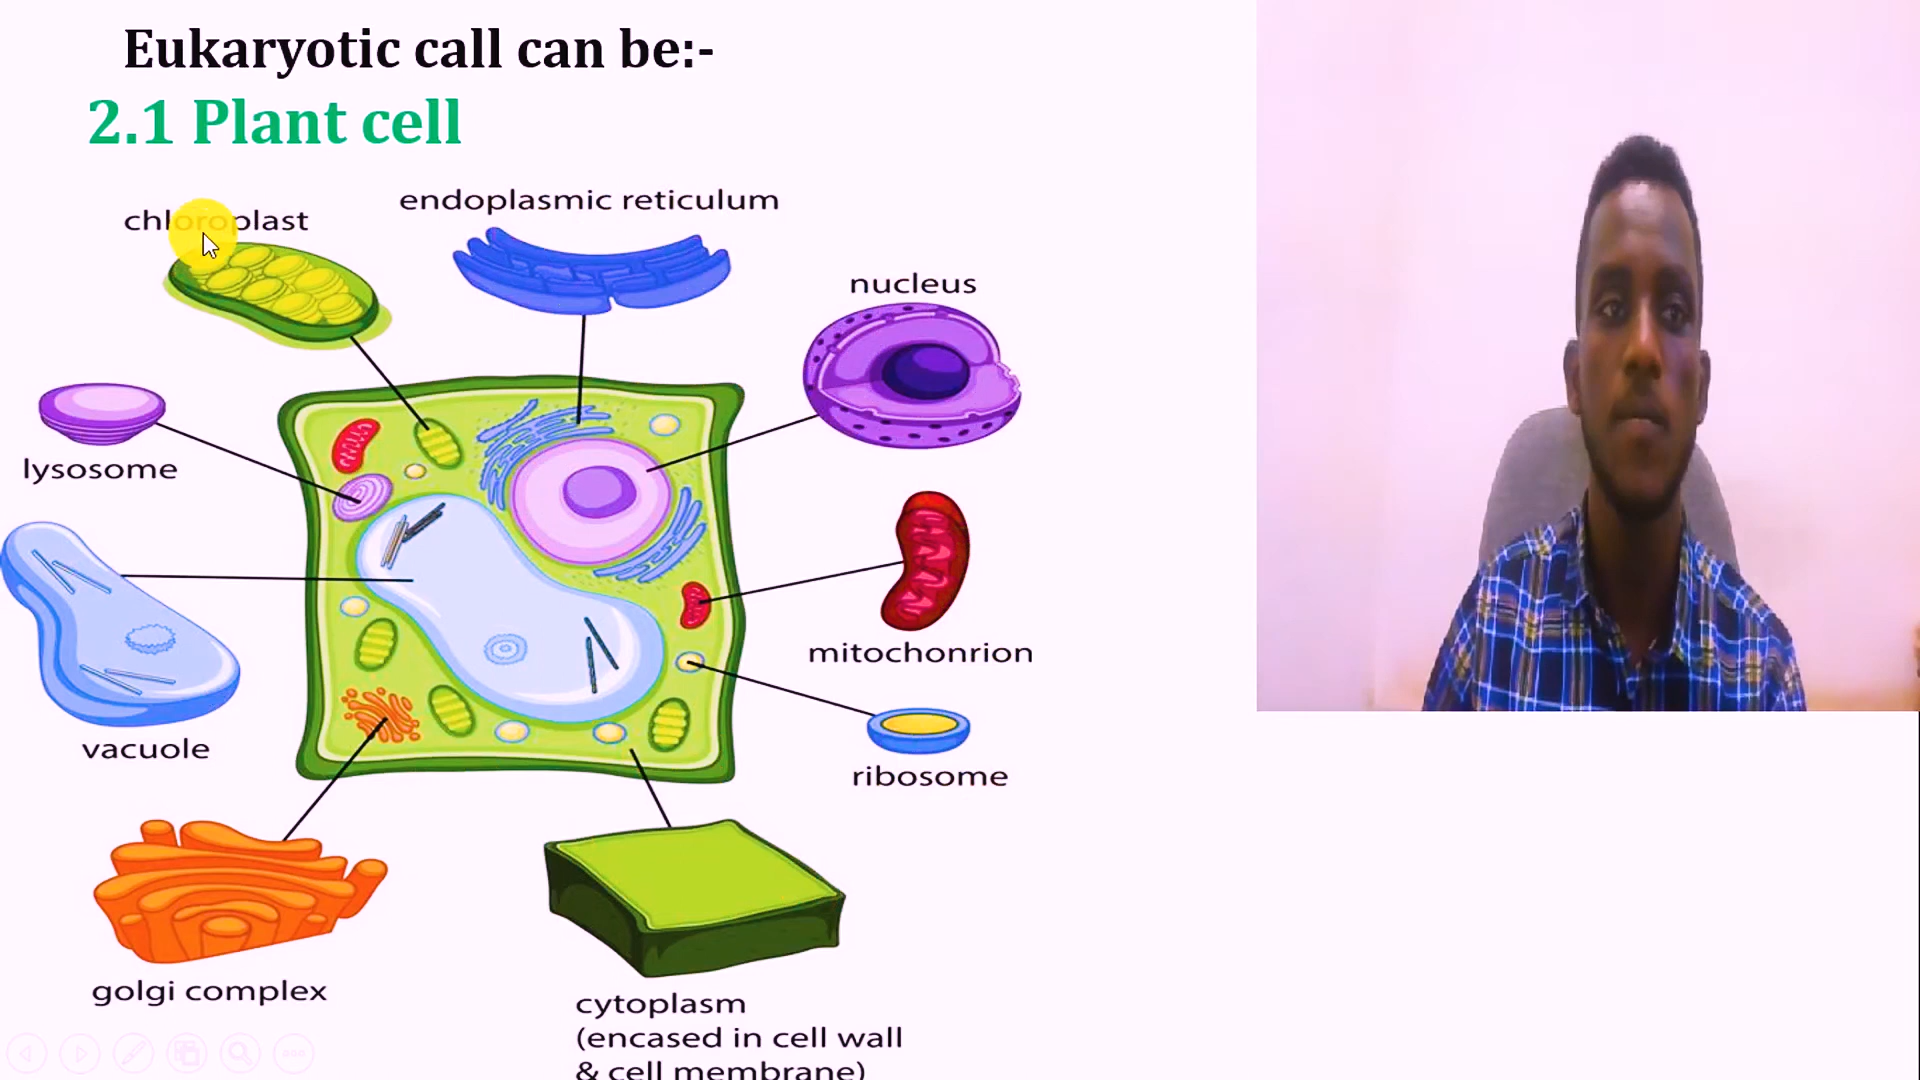 Eukaryotic call can be:-
2.1 Plant cell
chloroplast
endoplasmic reticulum
nucleus
lysosome
mitochonrion
vacuole
ribosome
golgi complex
cytoplasm
(encased in cell wall
& cell membrane)